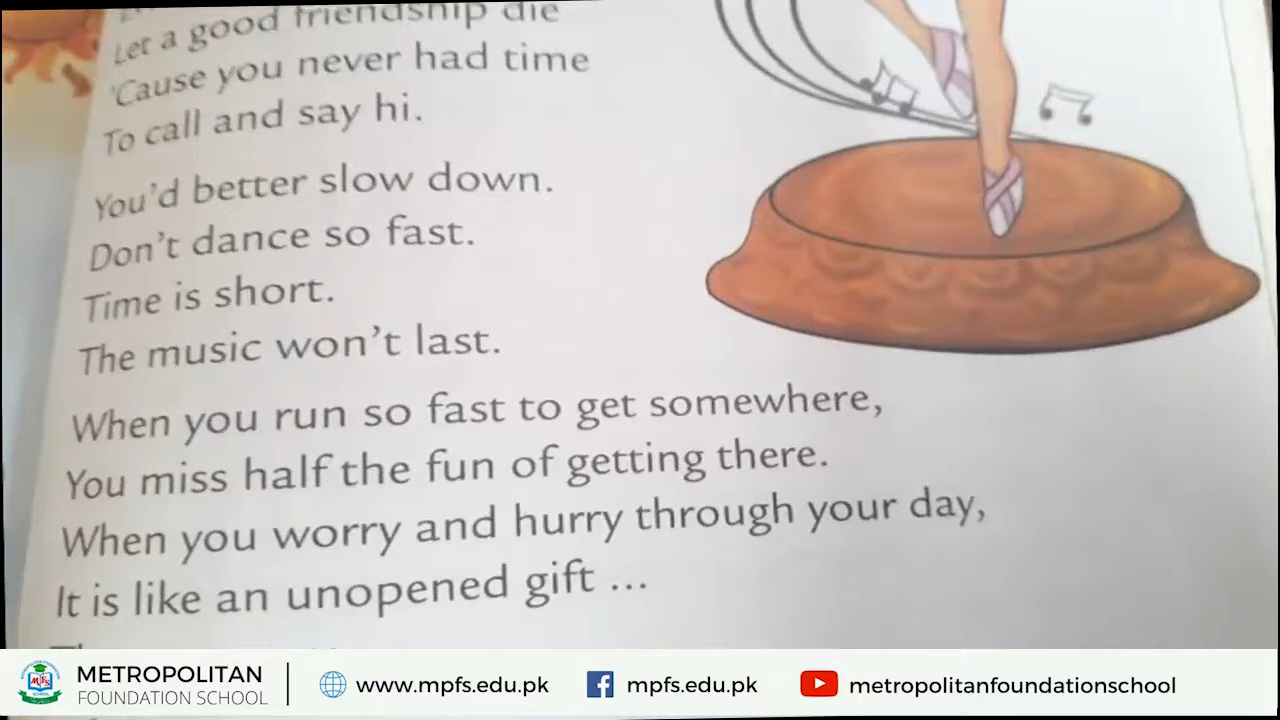 Let a good friendship die
'Cause you never had time
To call and say hi.
You'd better slow down.
Don't dance so fast.
Time is short.
The music won't last.
When you run so fast to get somewhere,
You miss half the fun of getting there.
When you worry and hurry through your day,
It is like an unopened gift ...
METROPOLITAN
FOUNDATION SCHOOL
www.mpfs.edu.pk
mpfs.edu.pk
metropolitanfoundationschool